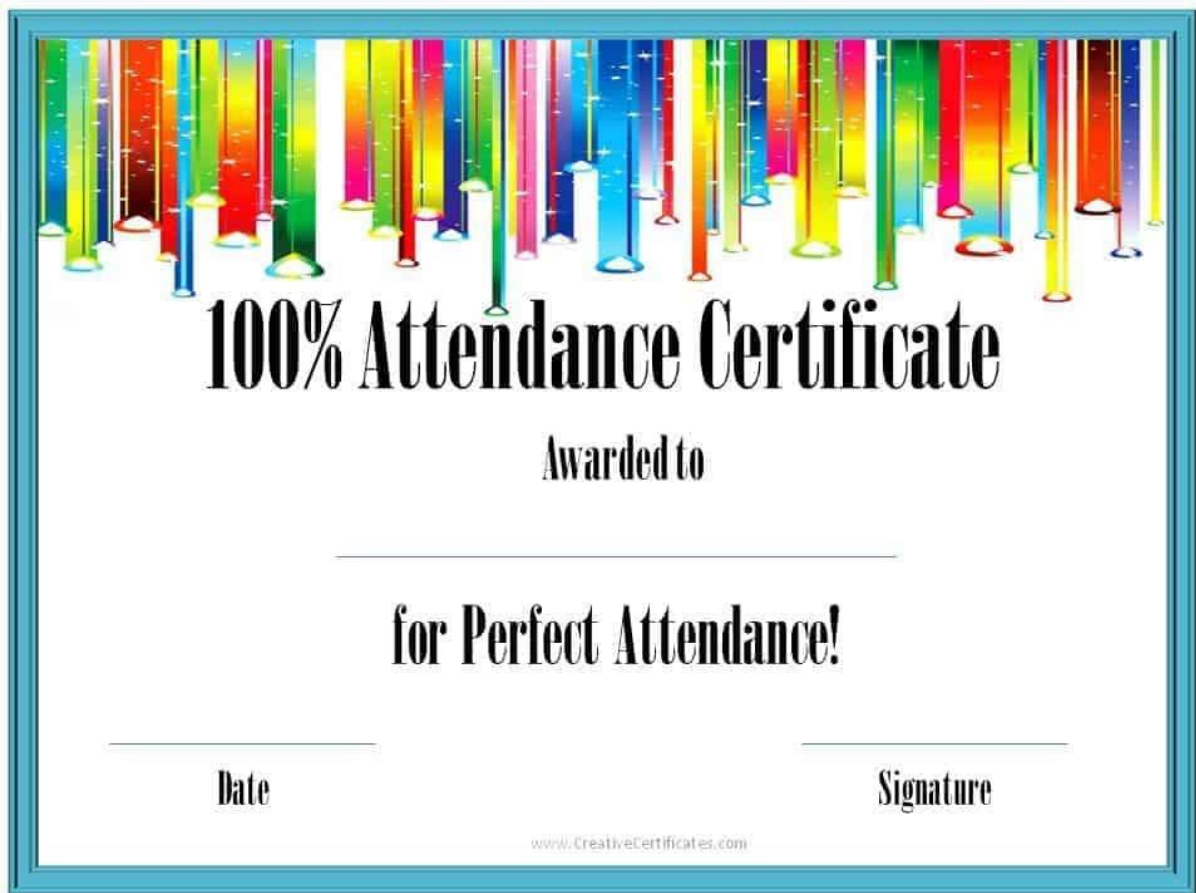 100% Attendance Certificate
Awarded to
for Perfect Attendance!
Date
Signature
www.CreativeCertificates.com